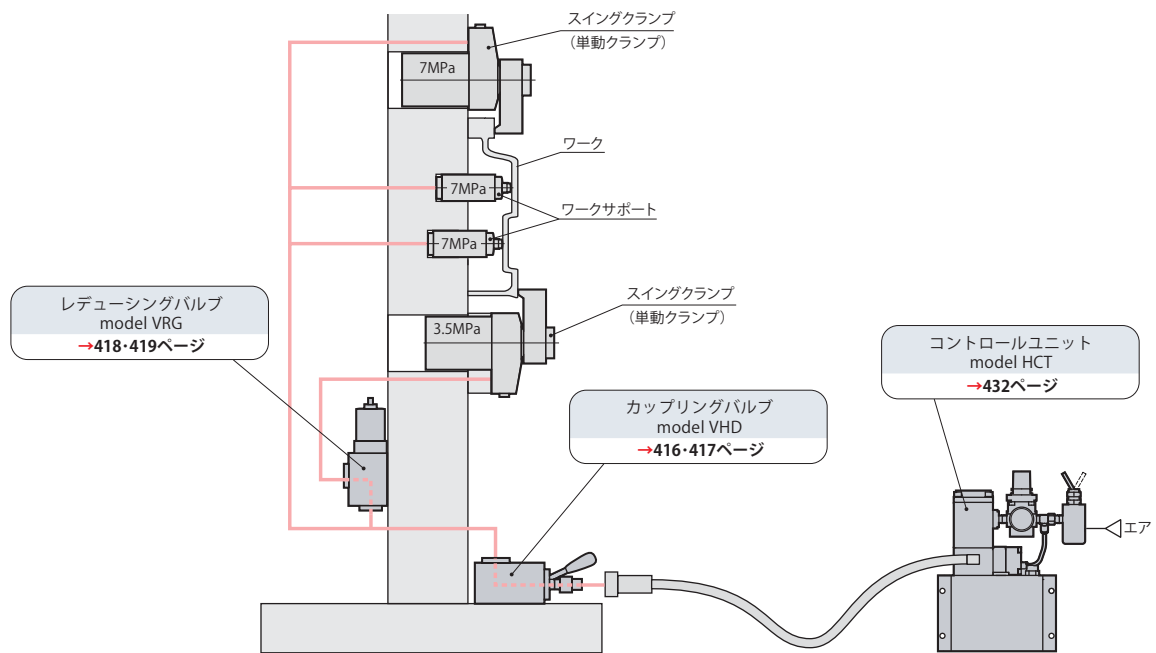 スイングクランプ
（単動クランプ）
7MPa
ワーク
7MPa
ワークサポート
7MPa
レデューシングバルブ
model VRG
→418・419ページ
3.5MPa
スイングクランプ
（単動クランプ）
コントロールユニット
model HCT
→432ページ
カップリングバルブ
model VHD
→416・417ページ
エア